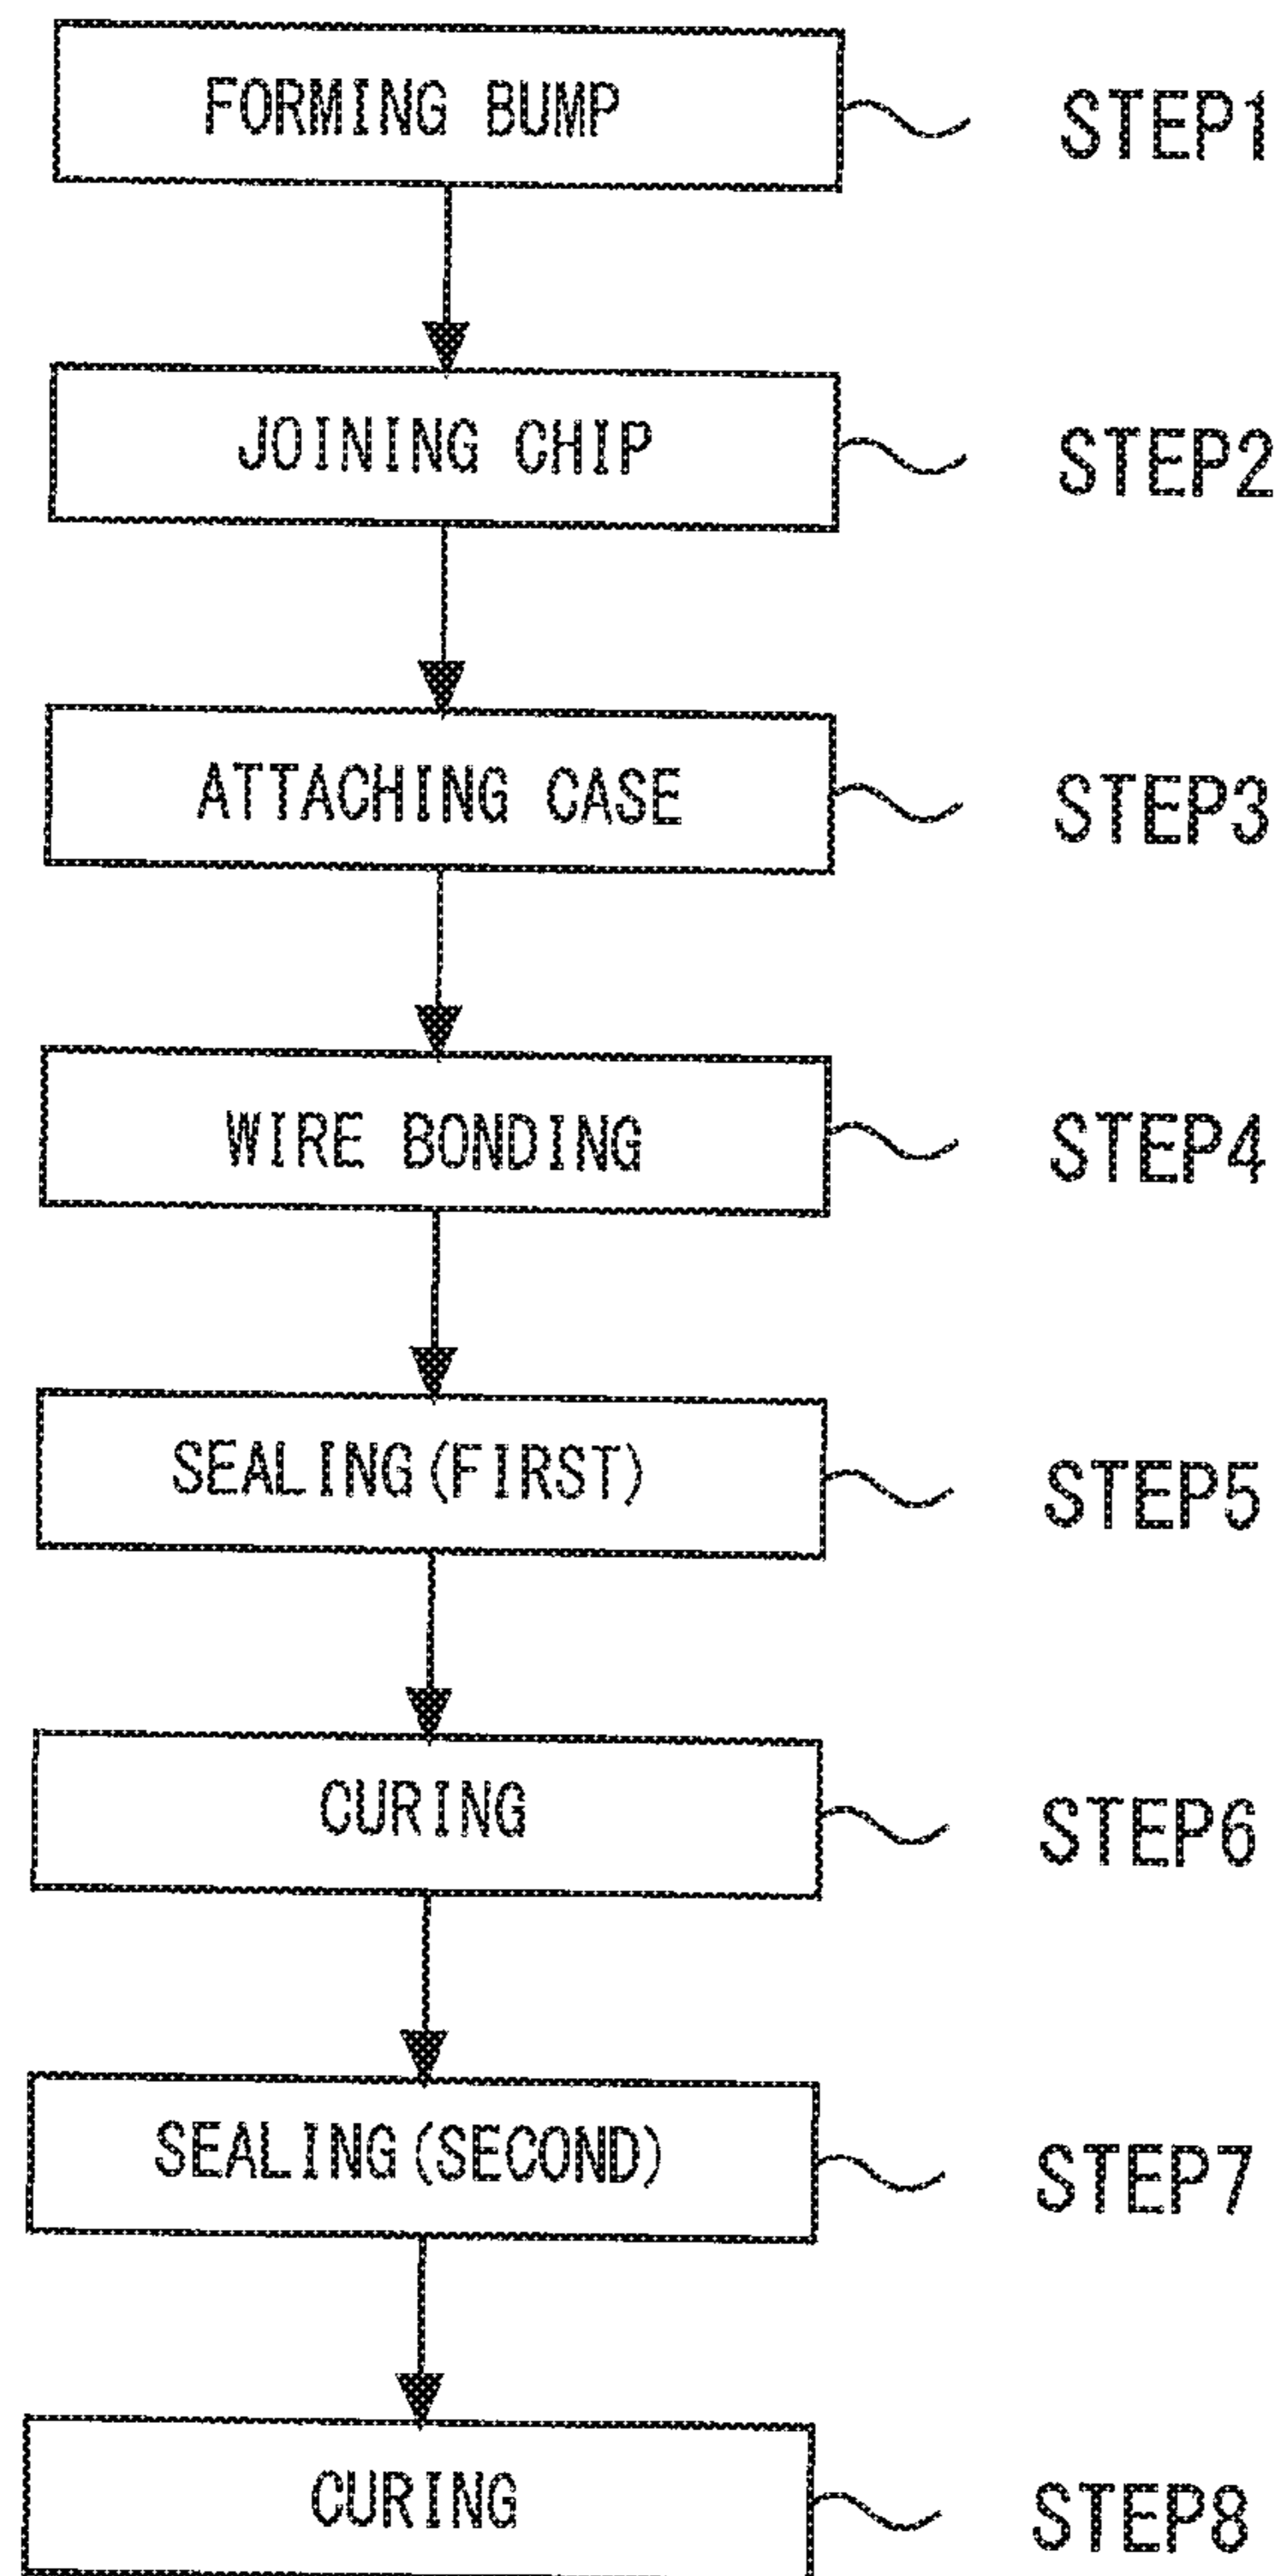 FORMING BUMP STEP1
JOINING CHIP STEP2
ATTACHING CASE STEP3
WIRE BONDING STEP4
SEALING(FIRST) STEP5
CURING STEP6
SEALING(SECOND) STEP7
CURING STEP8